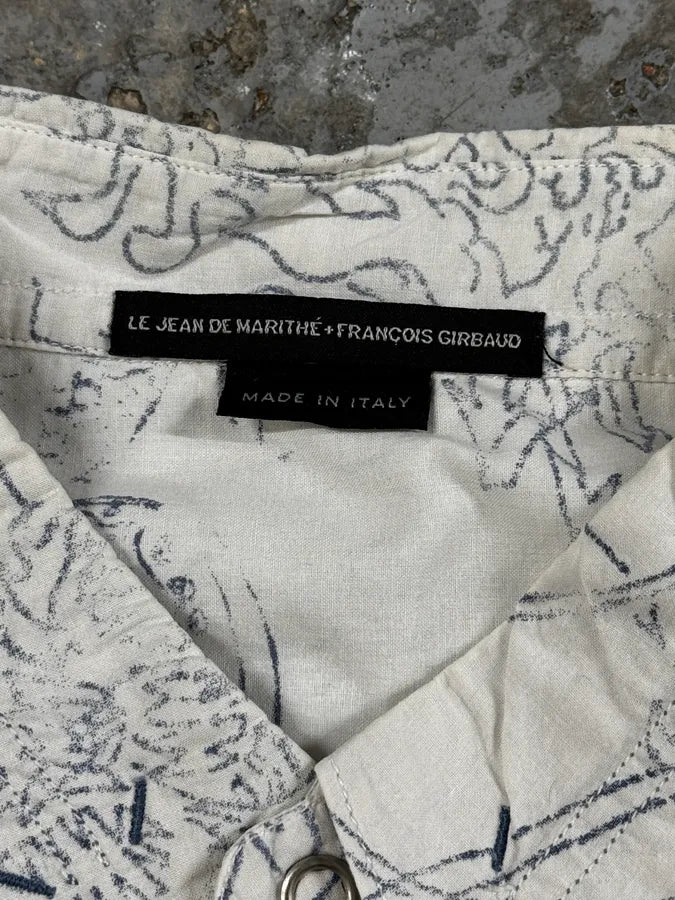 LE JEAN DE MARITHÉ+FRANÇOIS GIRBAUD
MADE IN ITALY